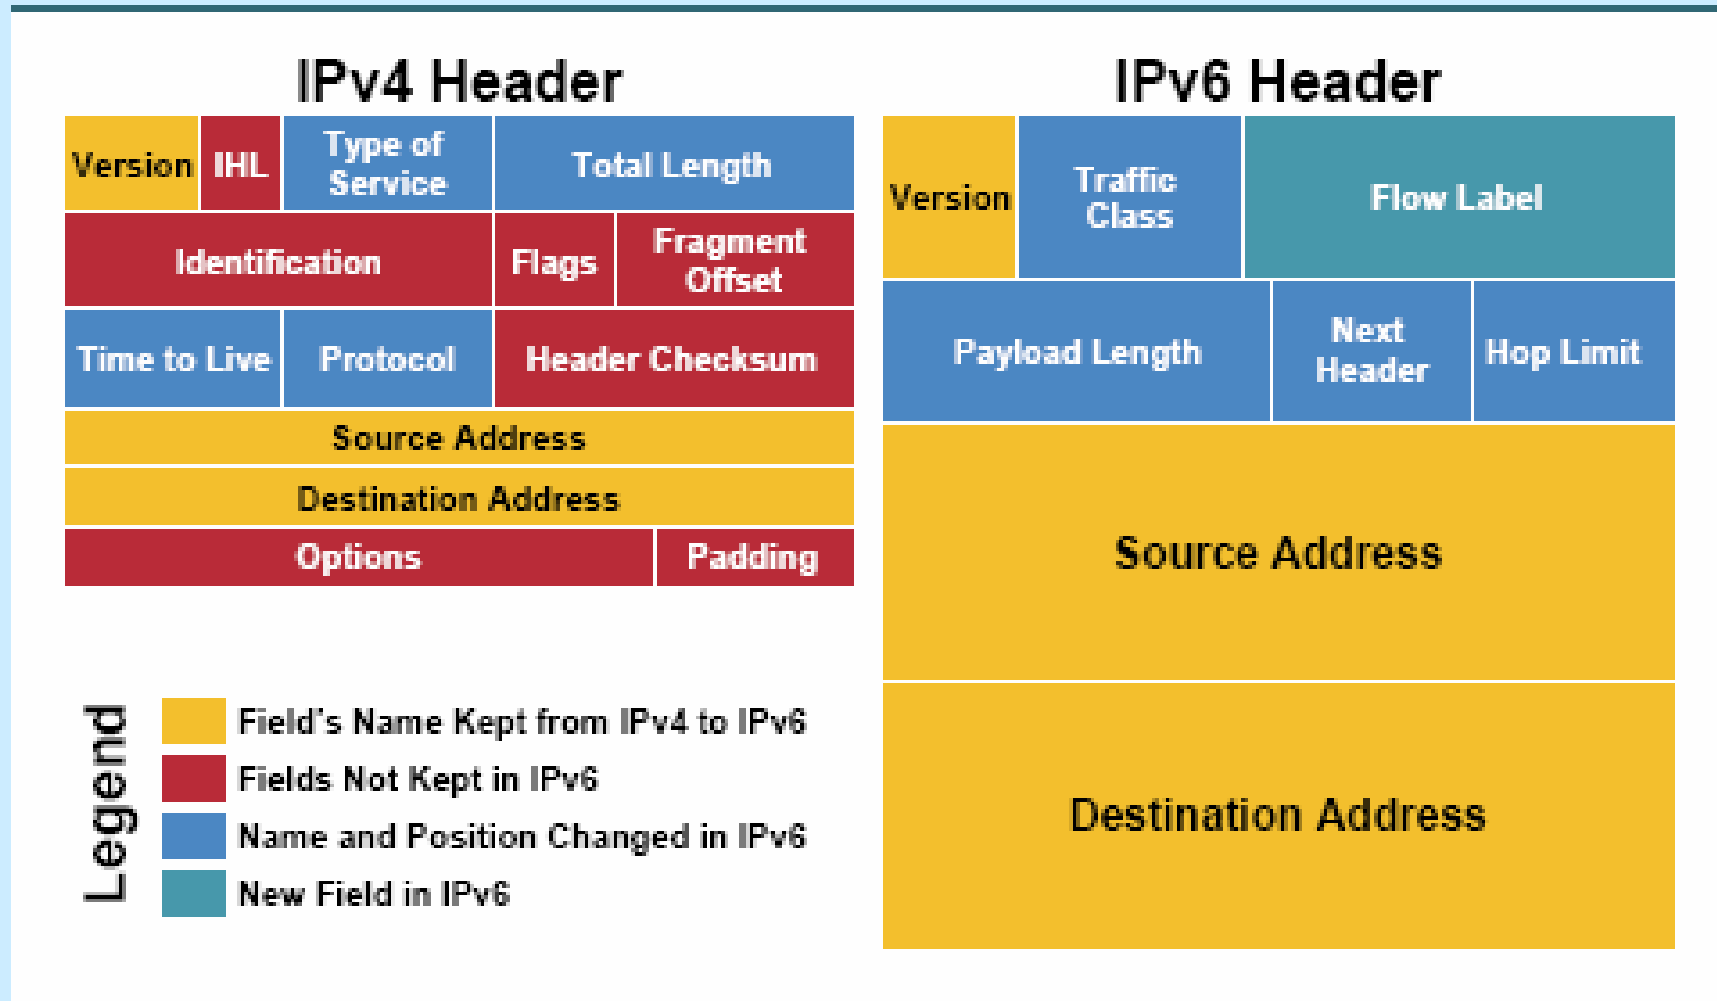 IPv4 Header
Version
IHL
Type of
Service
Total Length
Identification
Flags
Fragment
Offset
Time to Live
Protocol
Header Checksum
Source Address
Destination Address
Options
Padding
Legend
Field's Name Kept from IPv4 to IPv6
Fields Not Kept in IPv6
Name and Position Changed in IPv6
New Field in IPv6
IPv6 Header
Version
Traffic
Class
Flow Label
Payload Length
Next
Header
Hop Limit
Source Address
Destination Address